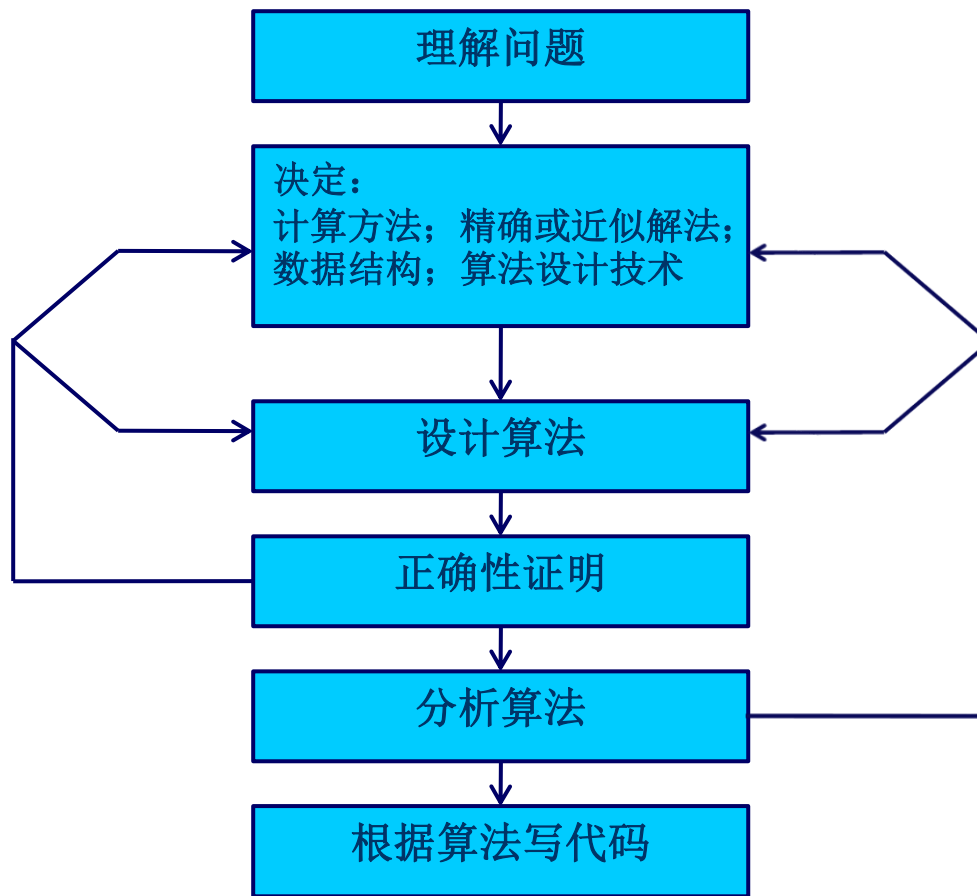 理解问题
决定：
计算方法；精确或近似解法；
数据结构；算法设计技术
设计算法
正确性证明
分析算法
根据算法写代码